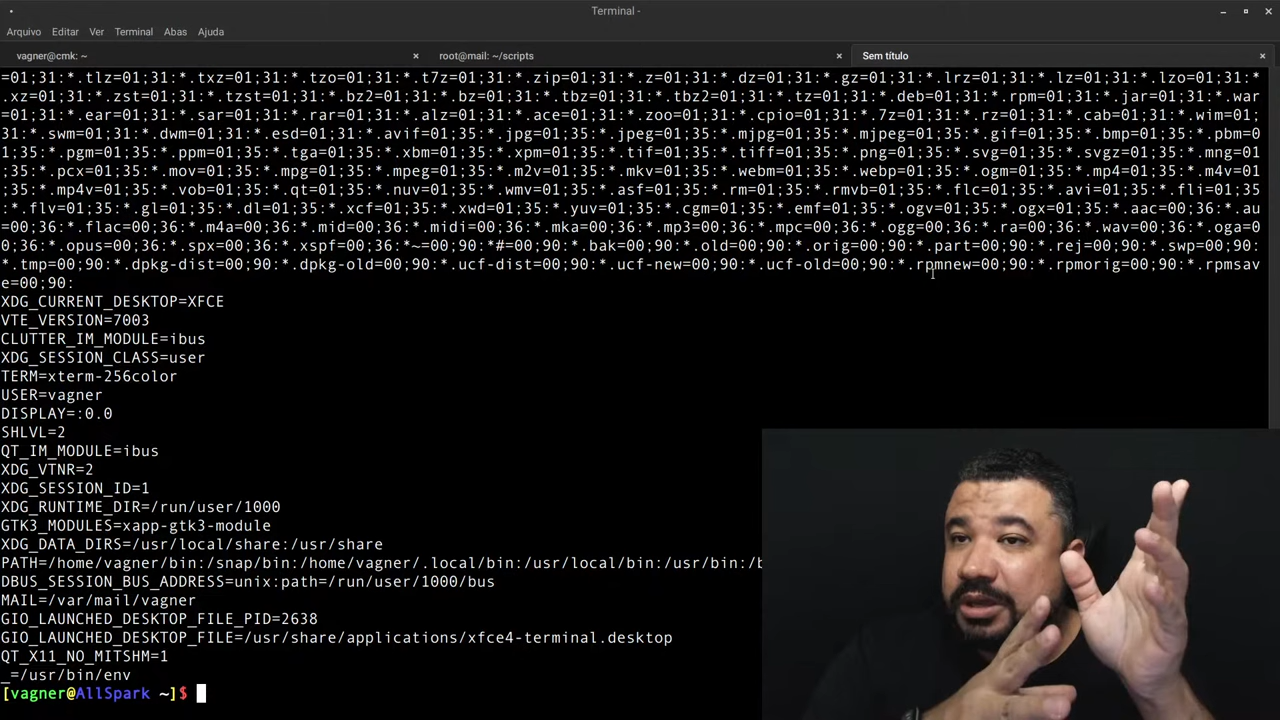 Terminal -
Arquivo Editar Ver Terminal Abas Ajuda
vagner@cmk: ~ root@mail: ~/scripts Sem título
=01;31:*.tlz=01;31:*.txz=01;31:*.tzo=01;31:*.t7z=01;31:*.zip=01;31:*.z=01;31:*.dz=01;31:*.gz=01;31:*.lrz=01;31:*.lz=01;31:*.lzo=01;31:*
.xz=01;31:*.zst=01;31:*.tzst=01;31:*.bz2=01;31:*.bz=01;31:*.tbz=01;31:*.tbz2=01;31:*.tz=01;31:*.deb=01;31:*.rpm=01;31:*.jar=01;31:*.war
=01;31:*.ear=01;31:*.sar=01;31:*.rar=01;31:*.alz=01;31:*.ace=01;31:*.zoo=01;31:*.cpio=01;31:*.7z=01;31:*.rz=01;31:*.cab=01;31:*.wim=01;
31:*.swm=01;31:*.dwm=01;31:*.esd=01;31:*.avif=01;35:*.jpg=01;35:*.jpeg=01;35:*.mjpg=01;35:*.mjpeg=01;35:*.gif=01;35:*.bmp=01;35:*.pbm=0
1;35:*.pgm=01;35:*.ppm=01;35:*.tga=01;35:*.xbm=01;35:*.xpm=01;35:*.tif=01;35:*.tiff=01;35:*.png=01;35:*.svg=01;35:*.svgz=01;35:*.mng=01
;35:*.pcx=01;35:*.mov=01;35:*.mpg=01;35:*.mpeg=01;35:*.m2v=01;35:*.mkv=01;35:*.webm=01;35:*.webp=01;35:*.ogm=01;35:*.mp4=01;35:*.m4v=01
;35:*.mp4v=01;35:*.vob=01;35:*.qt=01;35:*.nuv=01;35:*.wmv=01;35:*.asf=01;35:*.rm=01;35:*.rmvb=01;35:*.flc=01;35:*.avi=01;35:*.fli=01;35
:*.flv=01;35:*.gl=01;35:*.dl=01;35:*.xcf=01;35:*.xwd=01;35:*.yuv=01;35:*.cgm=01;35:*.emf=01;35:*.ogv=01;35:*.ogx=01;35:*.aac=00;36:*.au
=00;36:*.flac=00;36:*.m4a=00;36:*.mid=00;36:*.midi=00;36:*.mka=00;36:*.mp3=00;36:*.mpc=00;36:*.ogg=00;36:*.ra=00;36:*.wav=00;36:*.oga=0
0;36:*.opus=00;36:*.spx=00;36:*.xspf=00;36:*~=00;90:*#=00;90:*.bak=00;90:*.old=00;90:*.orig=00;90:*.part=00;90:*.rej=00;90:*.swp=00;90:
*.tmp=00;90:*.dpkg-dist=00;90:*.dpkg-old=00;90:*.ucf-dist=00;90:*.ucf-new=00;90:*.ucf-old=00;90:*.rpmnew=00;90:*.rpmorig=00;90:*.rpmsav
e=00;90:
XDG_CURRENT_DESKTOP=XFCE
VTE_VERSION=7003
CLUTTER_IM_MODULE=ibus
XDG_SESSION_CLASS=user
TERM=xterm-256color
USER=vagner
DISPLAY=:0.0
SHLVL=2
QT_IM_MODULE=ibus
XDG_VTNR=2
XDG_SESSION_ID=1
XDG_RUNTIME_DIR=/run/user/1000
GTK3_MODULES=xapp-gtk3-module
XDG_DATA_DIRS=/usr/local/share:/usr/share
PATH=/home/vagner/bin:/snap/bin:/home/vagner/.local/bin:/usr/local/bin:/usr/bin:/b
DBUS_SESSION_BUS_ADDRESS=unix:path=/run/user/1000/bus
MAIL=/var/mail/vagner
GIO_LAUNCHED_DESKTOP_FILE_PID=2638
GIO_LAUNCHED_DESKTOP_FILE=/usr/share/applications/xfce4-terminal.desktop
QT_X11_NO_MITSHM=1
_=/usr/bin/env
[vagner@AllSpark ~]$